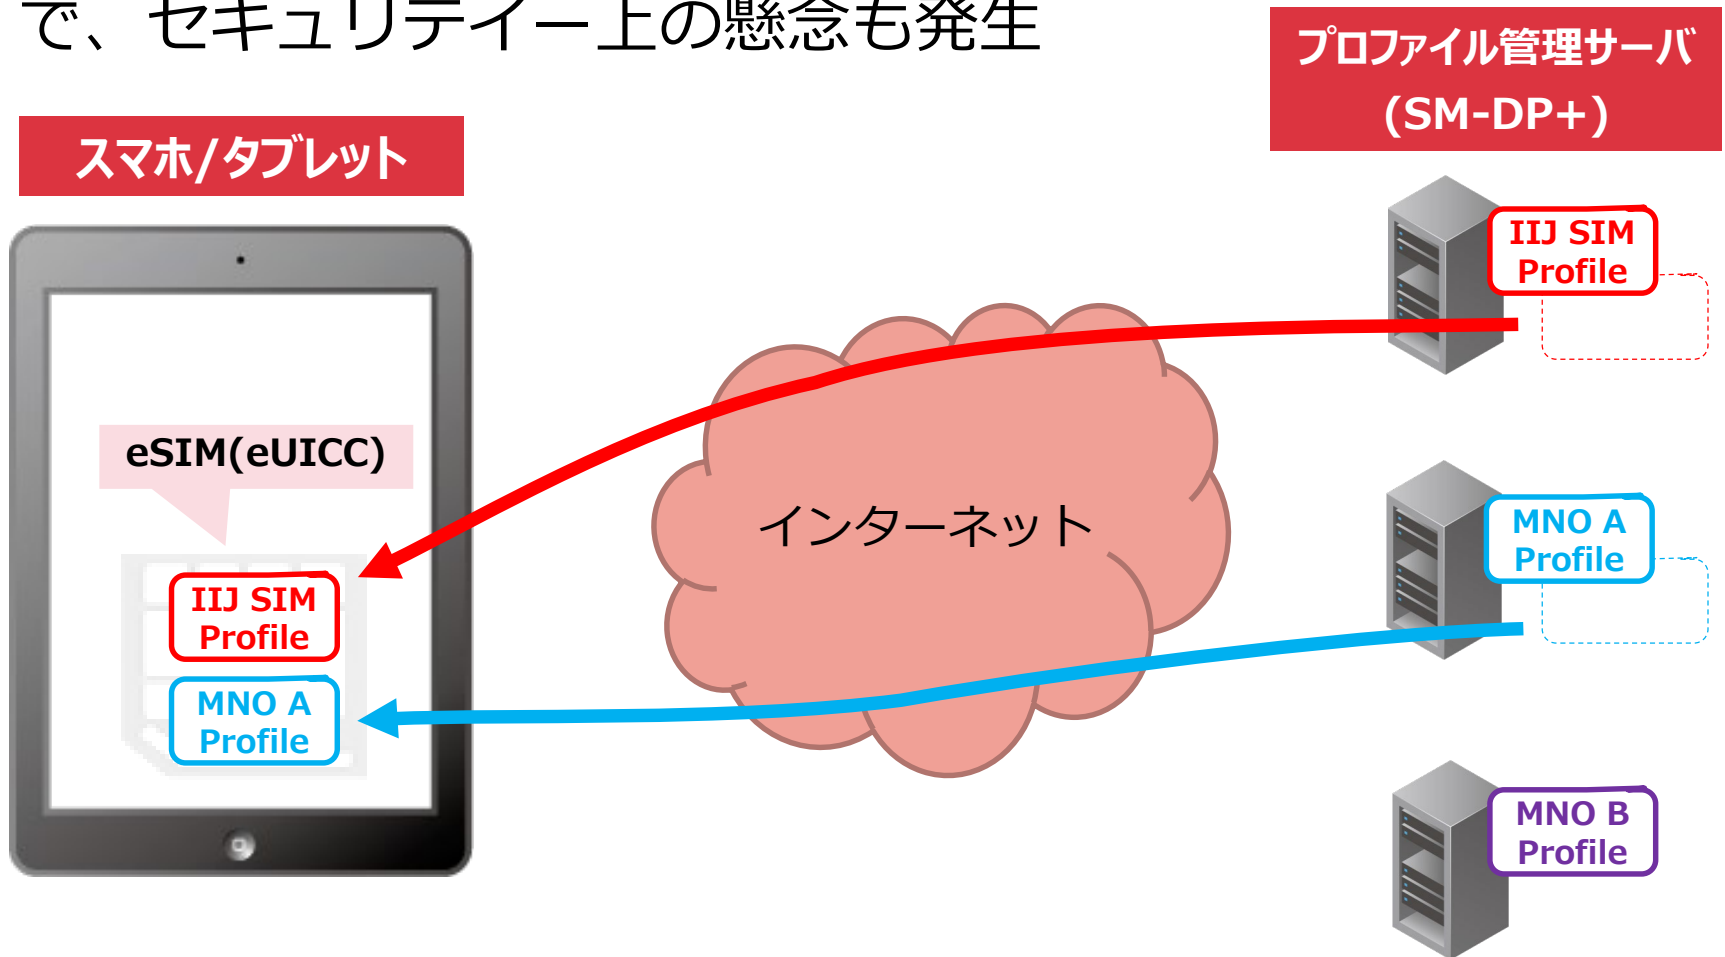 で、セキュリテイー上の懸念も発生
プロファイル管理サーバ
(SM-DP+)
スマホ/タブレット
IIJ SIM
Profile
eSIM(eUICC)
インターネット
MNO A
Profile
IIJ SIM
Profile
MNO A
Profile
MNO B
Profile